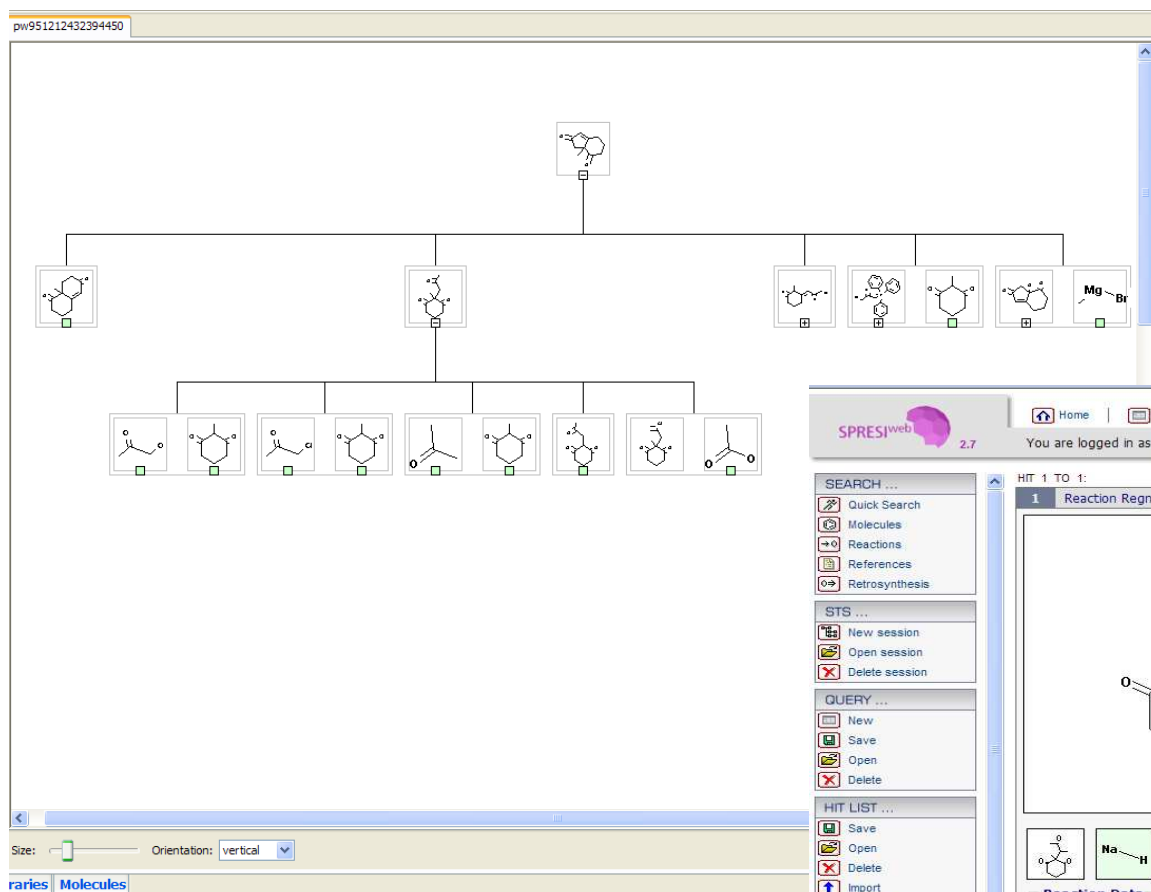 pw951212432394450
Mg
Br
O
O
Cl
O
O
O
SPRESIweb
2.7
Home
You are logged in as
SEARCH ...
Quick Search
Molecules
Reactions
References
Retrosynthesis
STS ...
New session
Open session
Delete session
QUERY ...
New
Save
Open
Delete
HIT LIST ...
Save
Open
Delete
Import
HIT 1 TO 1:
1 Reaction Regn
O
O
O O
Na
H
Size:
Orientation: vertical
raries Molecules